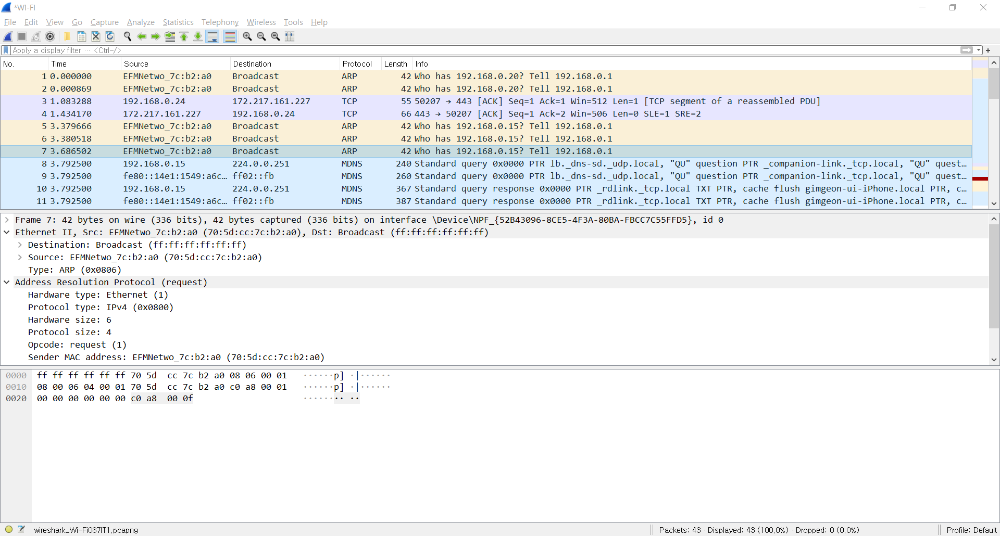 *Wi-Fi
File Edit View Go Capture Analyze Statistics Telephony Wireless Tools Help
Apply a display filter ··· <Ctrl-/>
No. Time Source Destination Protocol Length Info
1 0.000000 EFMNetwo_7c:b2:a0 Broadcast ARP 42 Who has 192.168.0.20? Tell 192.168.0.1
2 0.000869 EFMNetwo_7c:b2:a0 Broadcast ARP 42 Who has 192.168.0.20? Tell 192.168.0.1
3 1.083288 192.168.0.24 172.217.161.227 TCP 55 50207 → 443 [ACK] Seq=1 Ack=1 Win=512 Len=1 [TCP segment of a reassembled PDU]
4 1.434170 172.217.161.227 192.168.0.24 TCP 66 443 → 50207 [ACK] Seq=1 Ack=2 Win=506 Len=0 SLE=1 SRE=2
5 3.379666 EFMNetwo_7c:b2:a0 Broadcast ARP 42 Who has 192.168.0.15? Tell 192.168.0.1
6 3.380518 EFMNetwo_7c:b2:a0 Broadcast ARP 42 Who has 192.168.0.15? Tell 192.168.0.1
7 3.686502 EFMNetwo_7c:b2:a0 Broadcast ARP 42 Who has 192.168.0.15? Tell 192.168.0.1
8 3.792500 192.168.0.15 224.0.0.251 MDNS 240 Standard query 0x0000 PTR lb._dns-sd._udp.local, "QU" question PTR _companion-link._tcp.local, "QU" quest…
9 3.792500 fe80::14e1:1549:a6c… ff02::fb MDNS 260 Standard query 0x0000 PTR lb._dns-sd._udp.local, "QU" question PTR _companion-link._tcp.local, "QU" quest…
10 3.792500 192.168.0.15 224.0.0.251 MDNS 367 Standard query response 0x0000 PTR _rdlink._tcp.local TXT PTR, cache flush gimgeon-ui-iPhone.local PTR, c…
11 3.792500 fe80::14e1:1549:a6c… ff02::fb MDNS 387 Standard query response 0x0000 PTR _rdlink._tcp.local TXT PTR, cache flush gimgeon-ui-iPhone.local PTR, c…
Frame 7: 42 bytes on wire (336 bits), 42 bytes captured (336 bits) on interface \Device\NPF_{52B43096-8CE5-4F3A-80BA-FBCC7C55FFD5}, id 0
Ethernet II, Src: EFMNetwo_7c:b2:a0 (70:5d:cc:7c:b2:a0), Dst: Broadcast (ff:ff:ff:ff:ff:ff)
Destination: Broadcast (ff:ff:ff:ff:ff:ff)
Source: EFMNetwo_7c:b2:a0 (70:5d:cc:7c:b2:a0)
Type: ARP (0x0806)
Address Resolution Protocol (request)
Hardware type: Ethernet (1)
Protocol type: IPv4 (0x0800)
Hardware size: 6
Protocol size: 4
Opcode: request (1)
Sender MAC address: EFMNetwo_7c:b2:a0 (70:5d:cc:7c:b2:a0)
0000 ff ff ff ff ff ff 70 5d cc 7c b2 a0 08 06 00 01 ······p] ·|······
0010 08 00 06 04 00 01 70 5d cc 7c b2 a0 c0 a8 00 01 ······p] ·|······
0020 00 00 00 00 00 00 c0 a8 00 0f ········ ··
wireshark_Wi-Fi087IT1.pcapng Packets: 43 · Displayed: 43 (100.0%) · Dropped: 0 (0.0%) Profile: Default